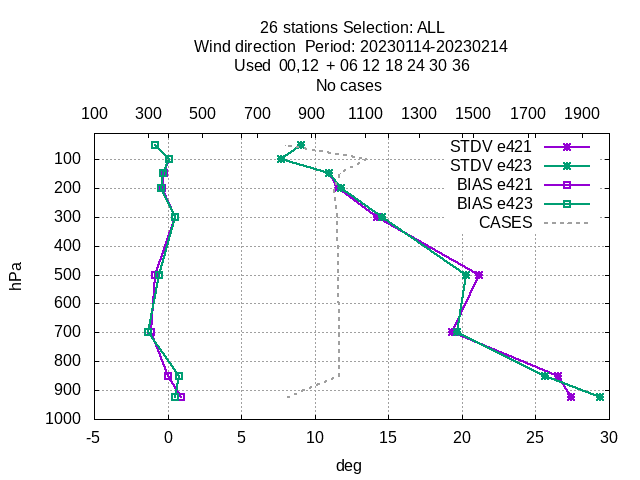 26 stations Selection: ALL
Wind direction  Period: 20230114-20230214
Used  00,12  + 06 12 18 24 30 36
No cases
100 300 500 700 900 1100 1300 1500 1700 1900
STDV e421
STDV e423
BIAS e421
BIAS e423
CASES
hPa
100
200
300
400
500
600
700
800
900
1000
-5 0 5 10 15 20 25 30
deg